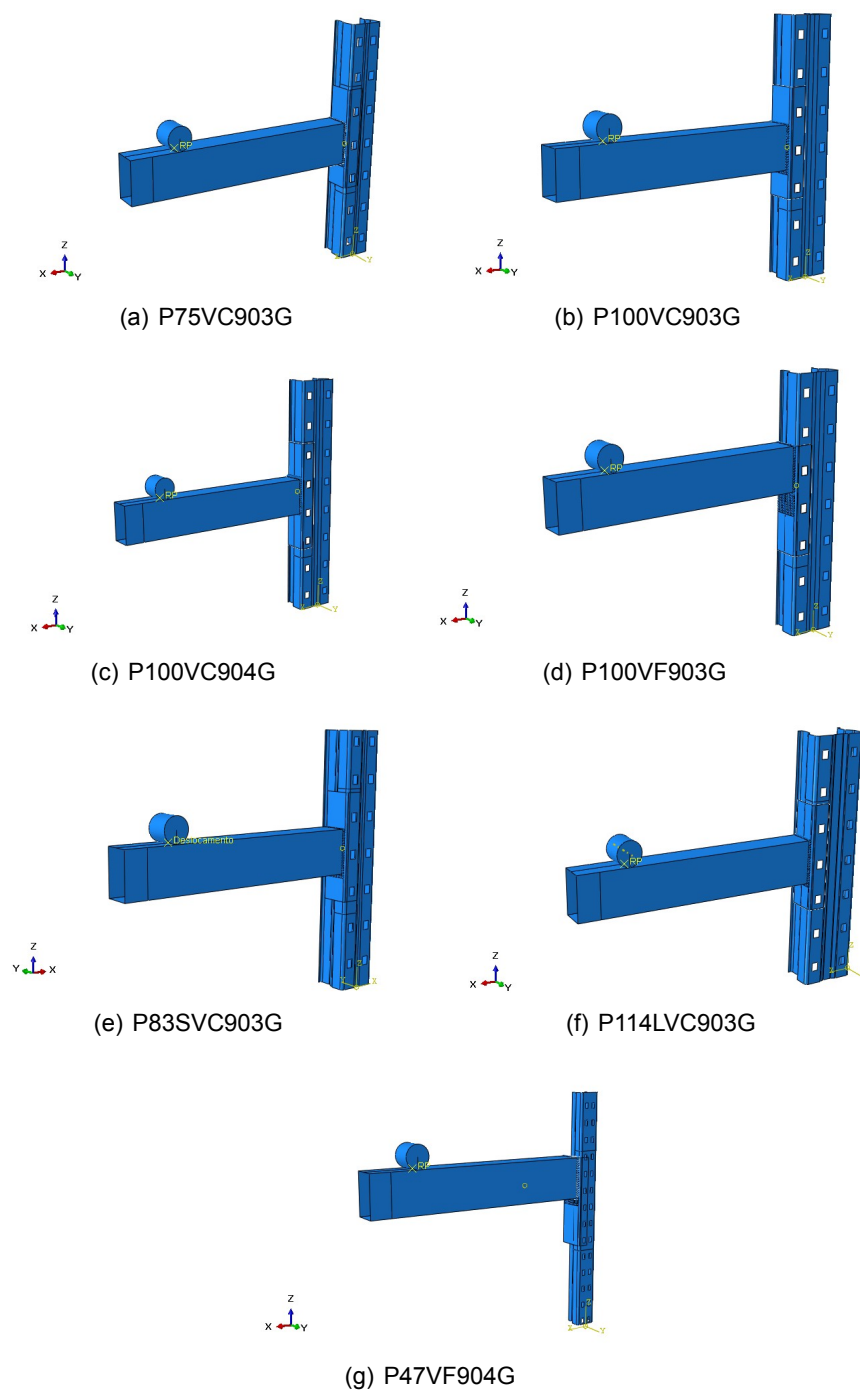 RP
Z
X
Y
Z
X
Y
(a) P75VC903G
RP
Z
X
Y
Z
X
Y
(b) P100VC903G
RP
Z
X
Y
Z
X
Y
(c) P100VC904G
RP
Z
X
Y
Z
X
Y
(d) P100VF903G
Deslocamento
Z
Y
X
Z
Y
X
(e) P83SVC903G
RP
Z
X
Y
Z
X
(f) P114LVC903G
RP
Z
X
Y
Z
X
Y
(g) P47VF904G